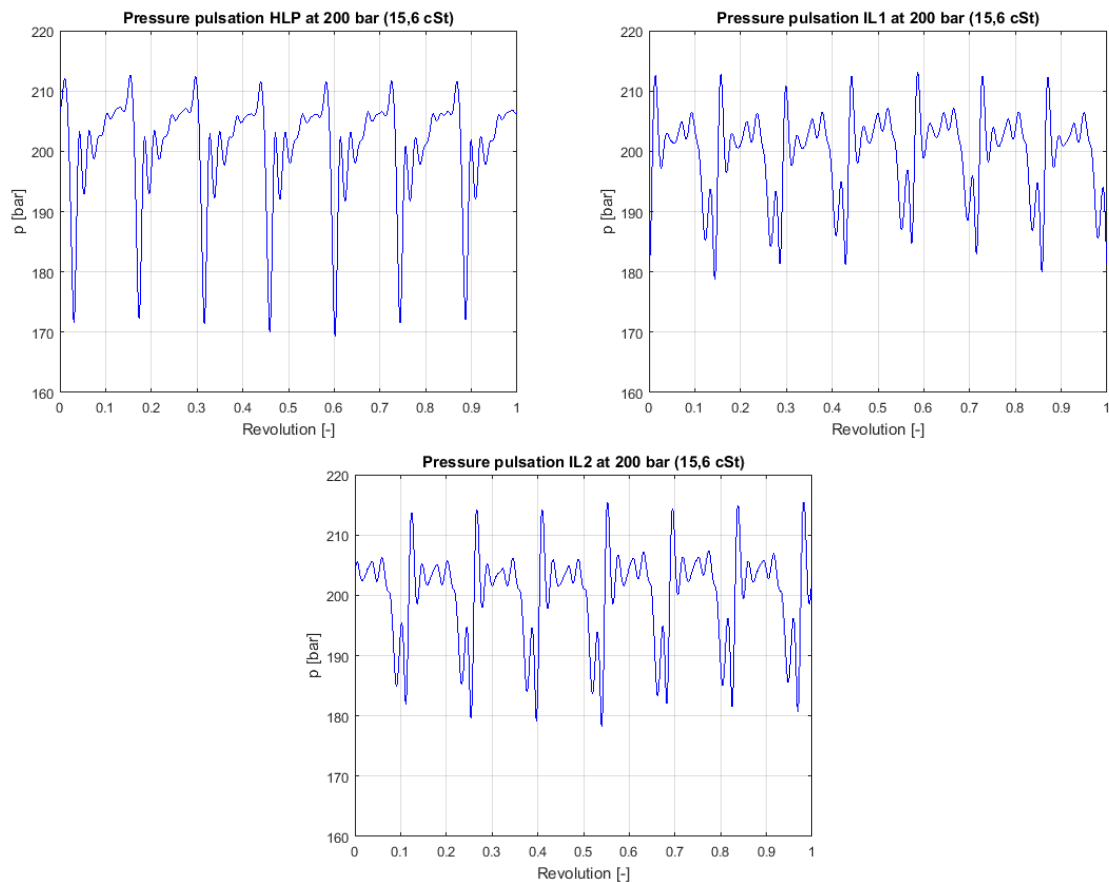 Pressure pulsation HLP at 200 bar (15,6 cSt)
220
210
200
190
180
170
160
p [bar]
0 0.1 0.2 0.3 0.4 0.5 0.6 0.7 0.8 0.9 1
Revolution [-]
Pressure pulsation IL1 at 200 bar (15,6 cSt)
220
210
200
190
180
170
160
p [bar]
0 0.1 0.2 0.3 0.4 0.5 0.6 0.7 0.8 0.9 1
Revolution [-]
Pressure pulsation IL2 at 200 bar (15,6 cSt)
220
210
200
190
180
170
160
p [bar]
0 0.1 0.2 0.3 0.4 0.5 0.6 0.7 0.8 0.9 1
Revolution [-]